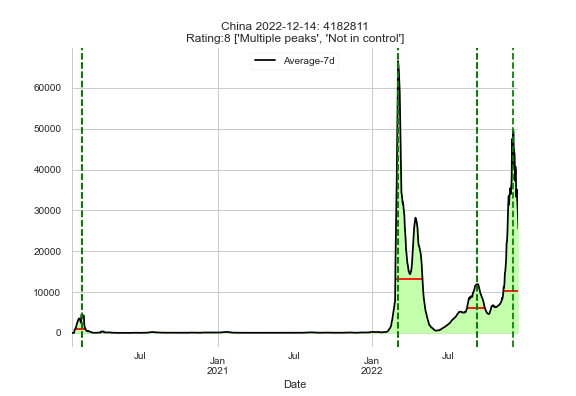 China 2022-12-14: 4182811
Rating:8 ['Multiple peaks', 'Not in control']
Average-7d
60000
50000
40000
30000
20000
10000
0
Jul
Jan
2021
Jul
Jan
2022
Jul
Date